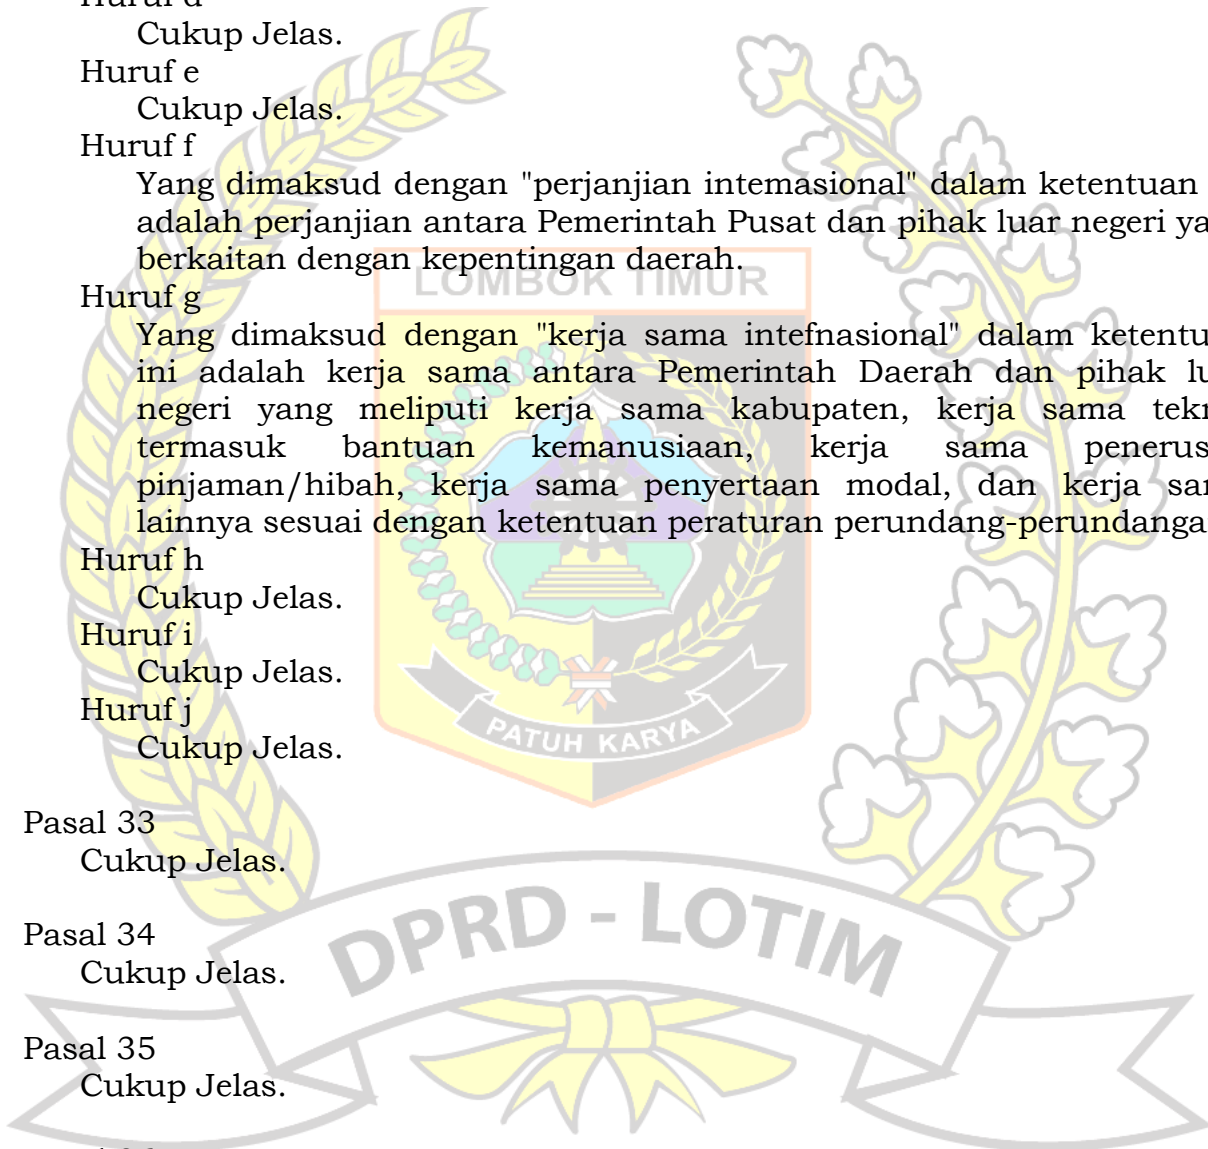 Huruf d
Cukup Jelas.
Huruf e
Cukup Jelas.
Huruf f
Yang dimaksud dengan "perjanjian intemasional" dalam ketentuan
adalah perjanjian antara Pemerintah Pusat dan pihak luar negeri ya
berkaitan dengan kepentingan daerah.
LOMBOK TIMUR
Huruf g
Yang dimaksud dengan "kerja sama intefnasional" dalam ketentu
ini adalah kerja sama antara Pemerintah Daerah dan pihak lu
negeri yang meliputi kerja sama kabupaten, kerja sama tekn
termasuk bantuan kemanusiaan, kerja sama penerus
pinjaman/hibah, kerja sama penyertaan modal, dan kerja sam
lainnya sesuai dengan ketentuan peraturan perundang-perundanga
Huruf h
Cukup Jelas.
Huruf i
Cukup Jelas.
Huruf j
PATUH KARYA
Cukup Jelas.
Pasal 33
Cukup Jelas.
DPRD - LOTIM
Pasal 34
Cukup Jelas.
Pasal 35
Cukup Jelas.